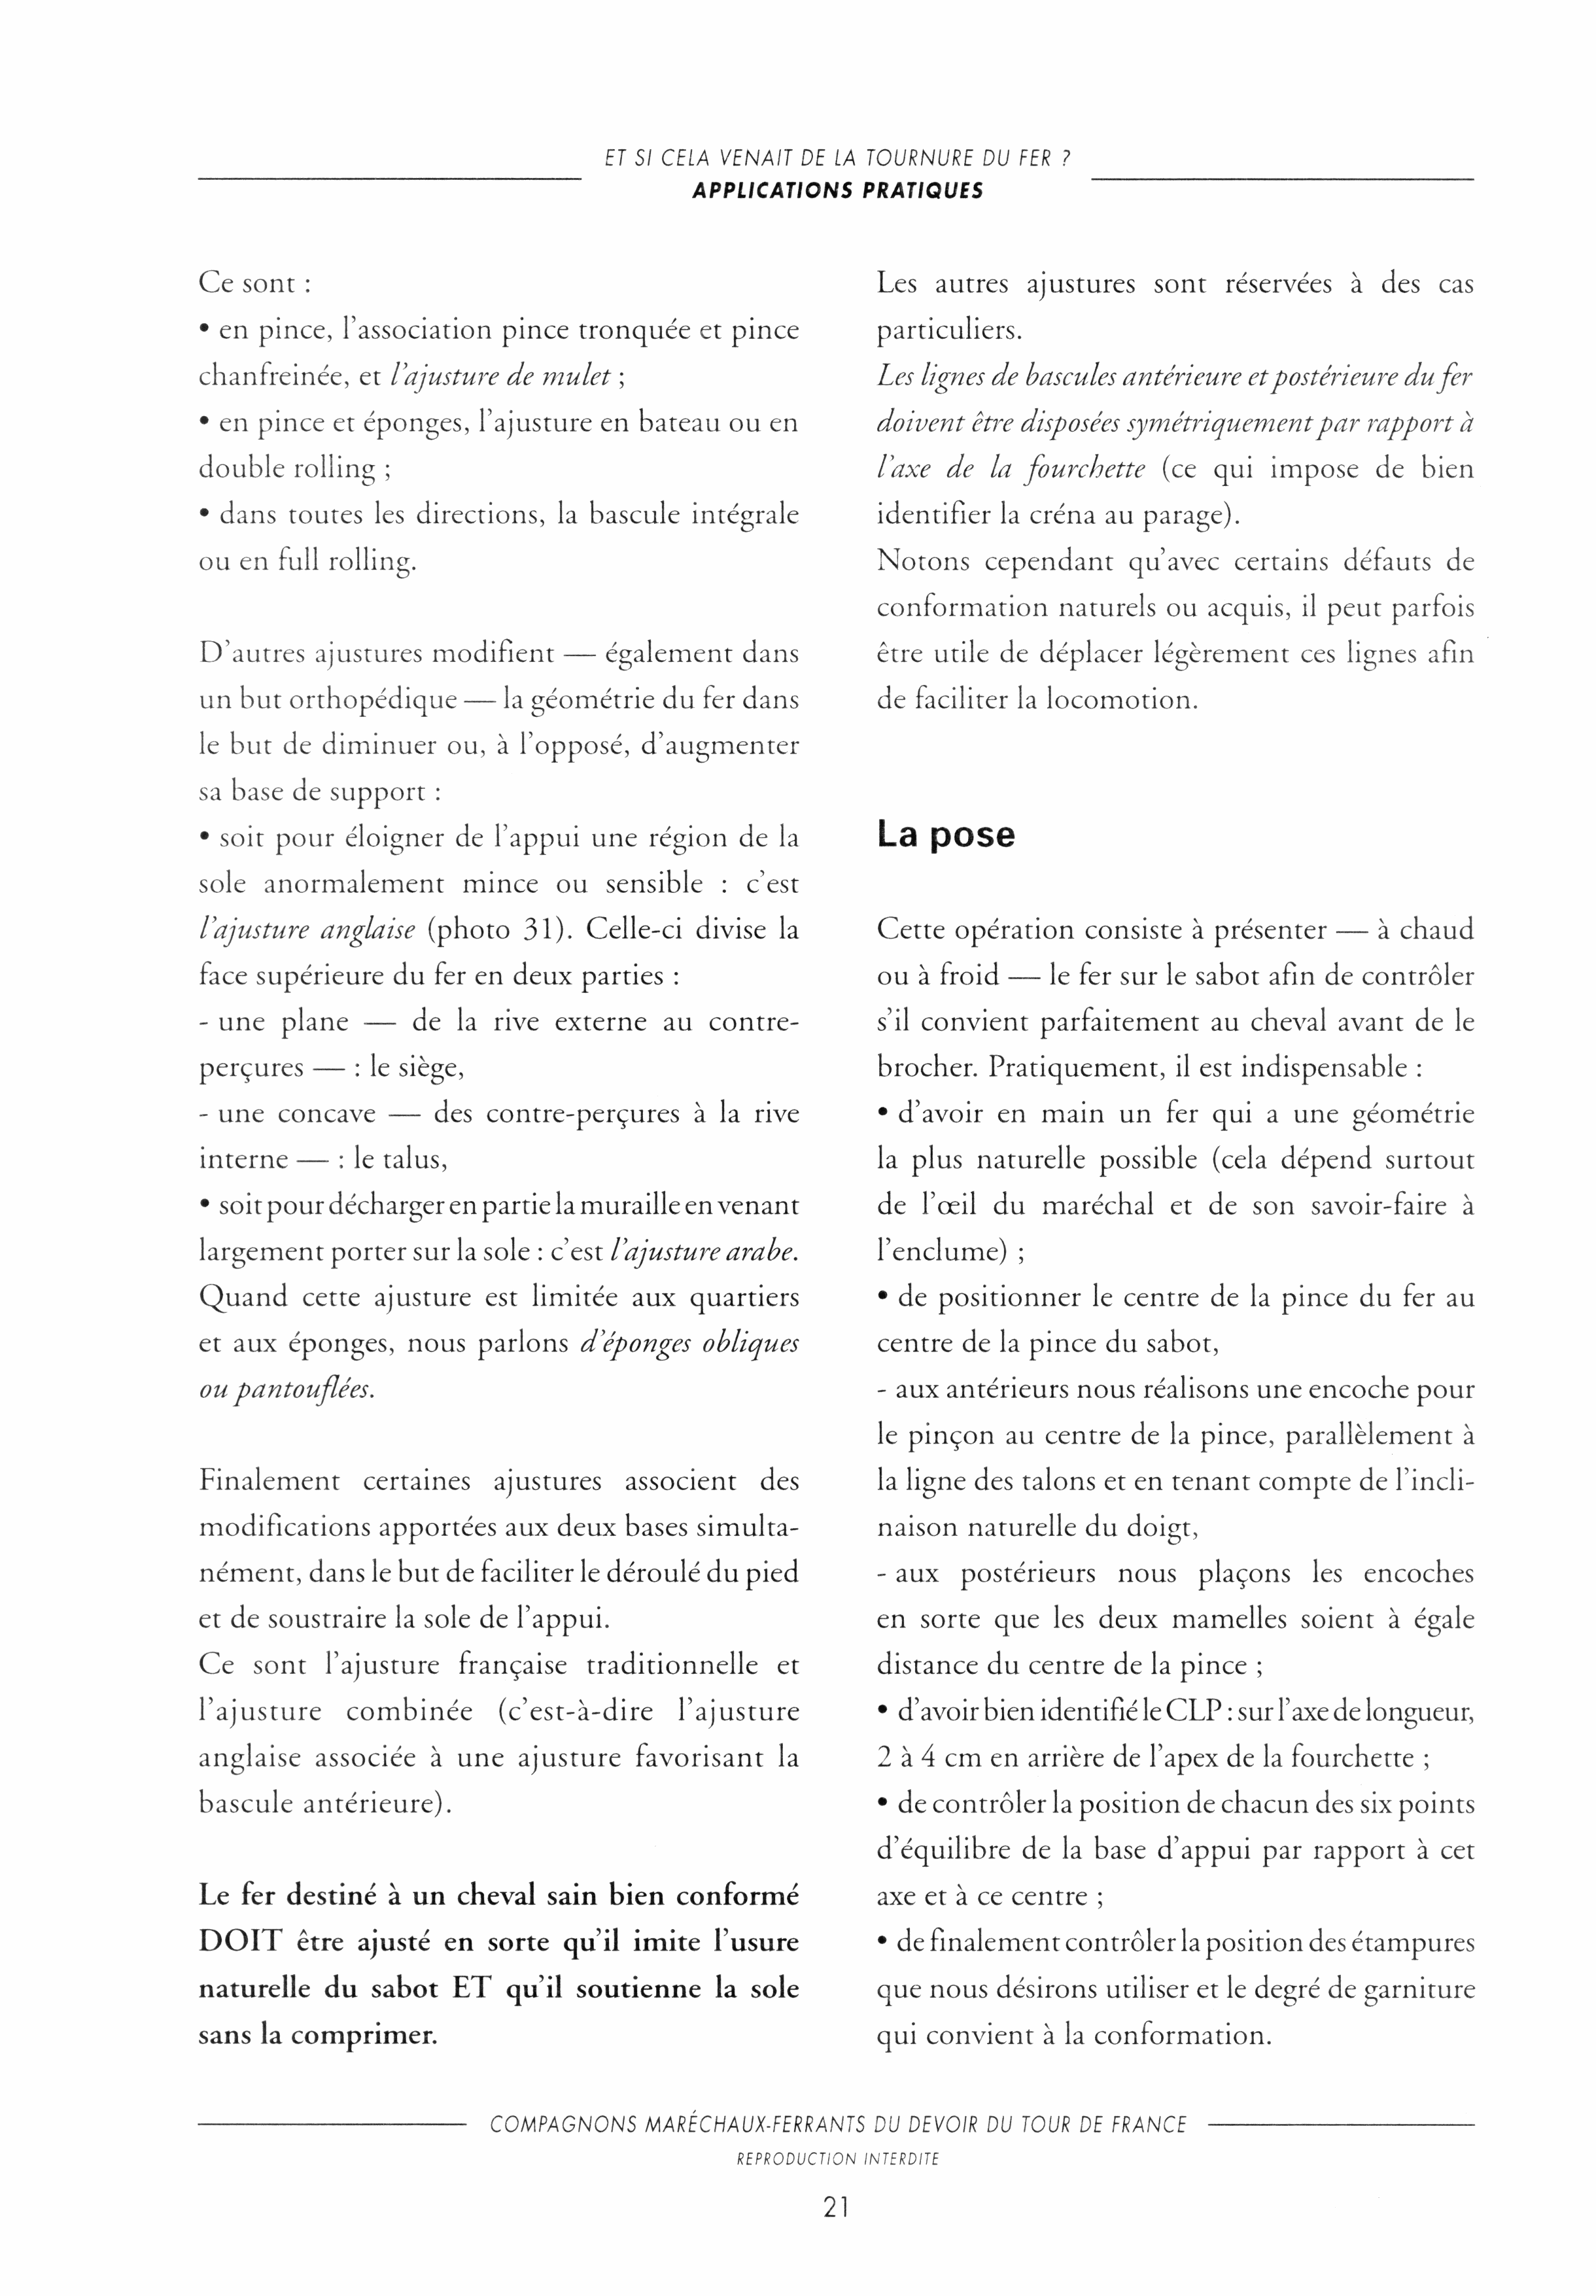 ET SI CELA VENAIT DE LA TOURNURE DU FER ?
APPLICATIONS PRATIQUES
Ce sont :
• en pince, l'association pince tronquée et pince
chanfreinée, et l'ajusture de mulet ;
• en pince et éponges, l'ajusture en bateau ou en
double rolling ;
• dans toutes les directions, la bascule intégrale
ou en full rolling.
D'autres ajustures modifient — également dans
un but orthopédique — la géométrie du fer dans
le but de diminuer ou, à l'opposé, d'augmenter
sa base de support :
• soit pour éloigner de l'appui une région de la
sole anormalement mince ou sensible : c'est
l'ajusture anglaise (photo 31). Celle-ci divise la
face supérieure du fer en deux parties :
- une plane — de la rive externe au contre-
perçures — : le siège,
- une concave — des contre-perçures à la rive
interne — : le talus,
• soit pour décharger en partie la muraille en venant
largement porter sur la sole : c'est l'ajusture arabe.
Quand cette ajusture est limitée aux quartiers
et aux éponges, nous parlons d'éponges obliques
ou pantouflées.
Finalement certaines ajustures associent des
modifications apportées aux deux bases simulta-
nément, dans le but de faciliter le déroulé du pied
et de soustraire la sole de l'appui.
Ce sont l'ajusture française traditionnelle et
l'ajusture combinée (c'est-à-dire l'ajusture
anglaise associée à une ajusture favorisant la
bascule antérieure).
Le fer destiné à un cheval sain bien conformé
DOIT être ajusté en sorte qu'il imite l'usure
naturelle du sabot ET qu'il soutienne la sole
sans la comprimer.
Les autres ajustures sont réservées à des cas
particuliers.
Les lignes de bascules antérieure et postérieure du fer
doivent être disposées symétriquement par rapport à
l'axe de la fourchette (ce qui impose de bien
identifier la créna au parage).
Notons cependant qu'avec certains défauts de
conformation naturels ou acquis, il peut parfois
être utile de déplacer légèrement ces lignes afin
de faciliter la locomotion.
La pose
Cette opération consiste à présenter — à chaud
ou à froid — le fer sur le sabot afin de contrôler
s'il convient parfaitement au cheval avant de le
brocher. Pratiquement, il est indispensable :
• d'avoir en main un fer qui a une géométrie
la plus naturelle possible (cela dépend surtout
de l'œil du maréchal et de son savoir-faire à
l'enclume) ;
• de positionner le centre de la pince du fer au
centre de la pince du sabot,
- aux antérieurs nous réalisons une encoche pour
le pinçon au centre de la pince, parallèlement à
la ligne des talons et en tenant compte de l'incli-
naison naturelle du doigt,
- aux postérieurs nous plaçons les encoches
en sorte que les deux mamelles soient à égale
distance du centre de la pince ;
• d'avoir bien identifié le CLP : sur l'axe de longueur,
2 à 4 cm en arrière de l'apex de la fourchette ;
• de contrôler la position de chacun des six points
d'équilibre de la base d'appui par rapport à cet
axe et à ce centre ;
• de finalement contrôler la position des étampures
que nous désirons utiliser et le degré de garniture
qui convient à la conformation.
COMPAGNONS MARÉCHAUX-FERRANTS DU DEVOIR DU TOUR DE FRANCE
REPRODUCTION INTERDITE
21